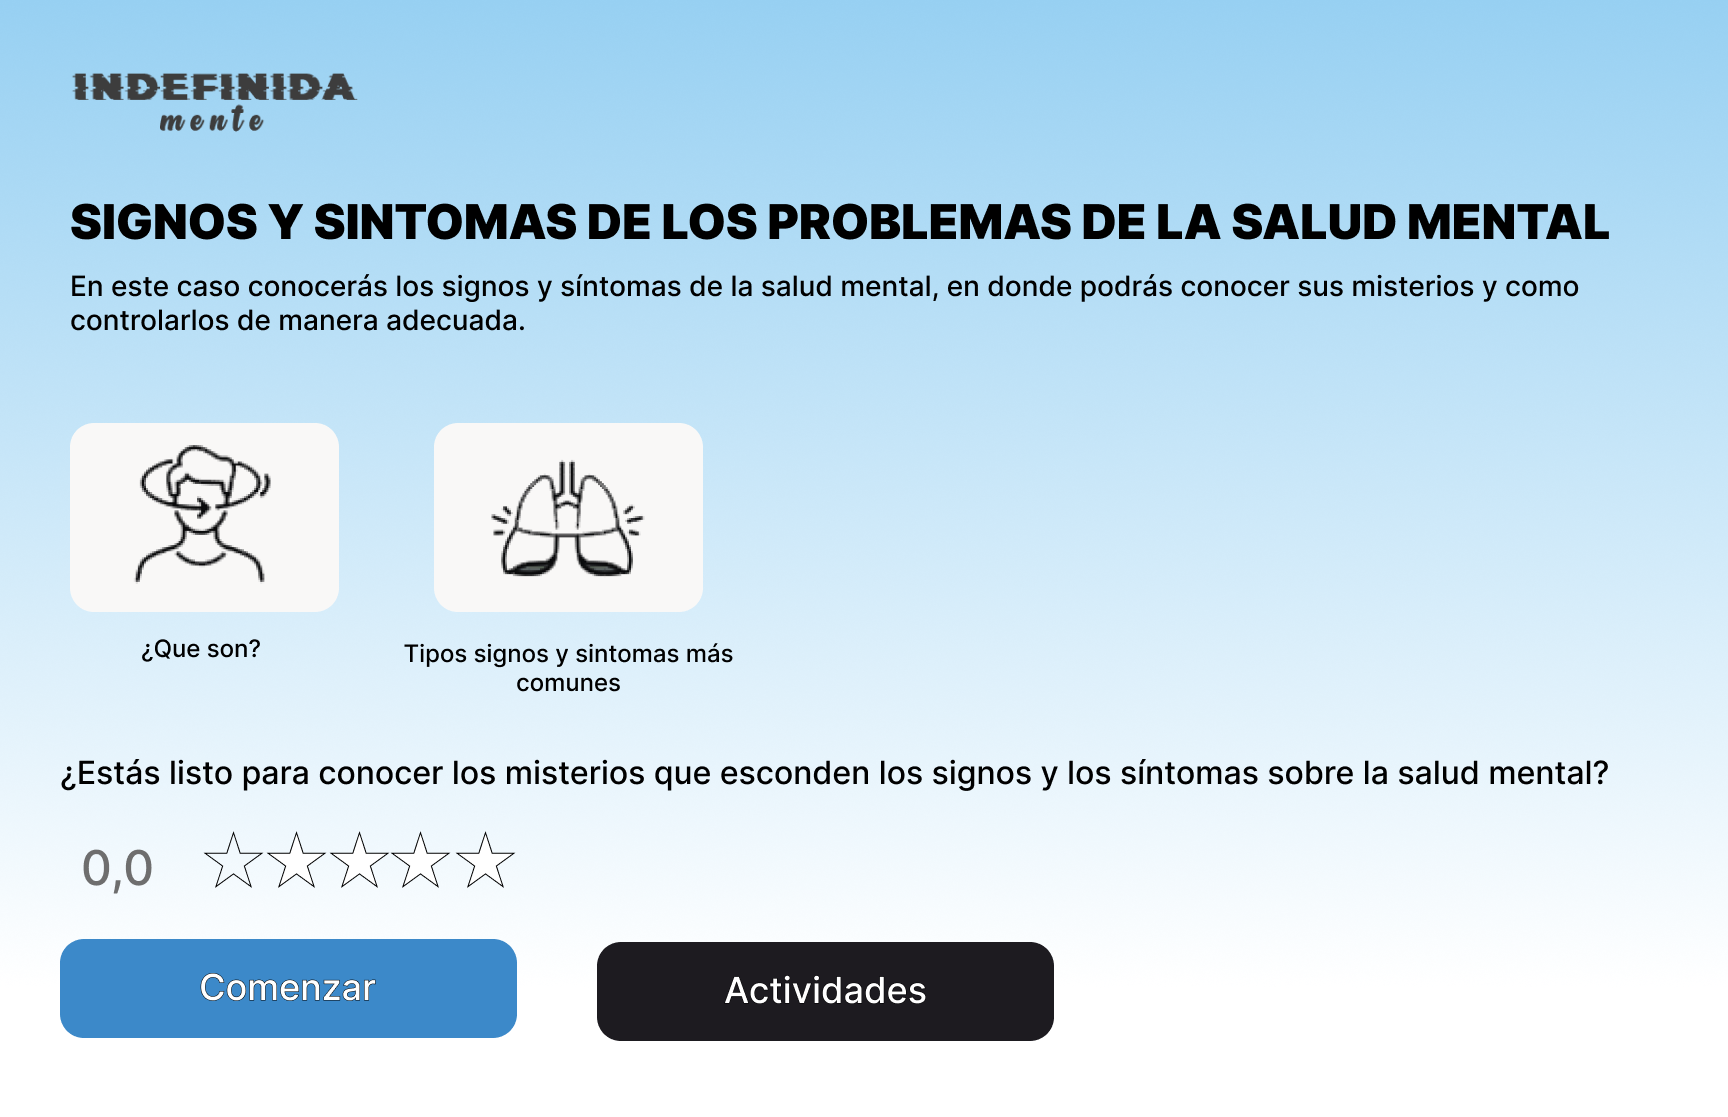 INDEFINIDA
mente
SIGNOS Y SINTOMAS DE LOS PROBLEMAS DE LA SALUD MENTAL
En este caso conocerás los signos y síntomas de la salud mental, en donde podrás conocer sus misterios y como
controlarlos de manera adecuada.
¿Que son?
Tipos signos y sintomas más
comunes
¿Estás listo para conocer los misterios que esconden los signos y los síntomas sobre la salud mental?
0,0
Comenzar
Actividades